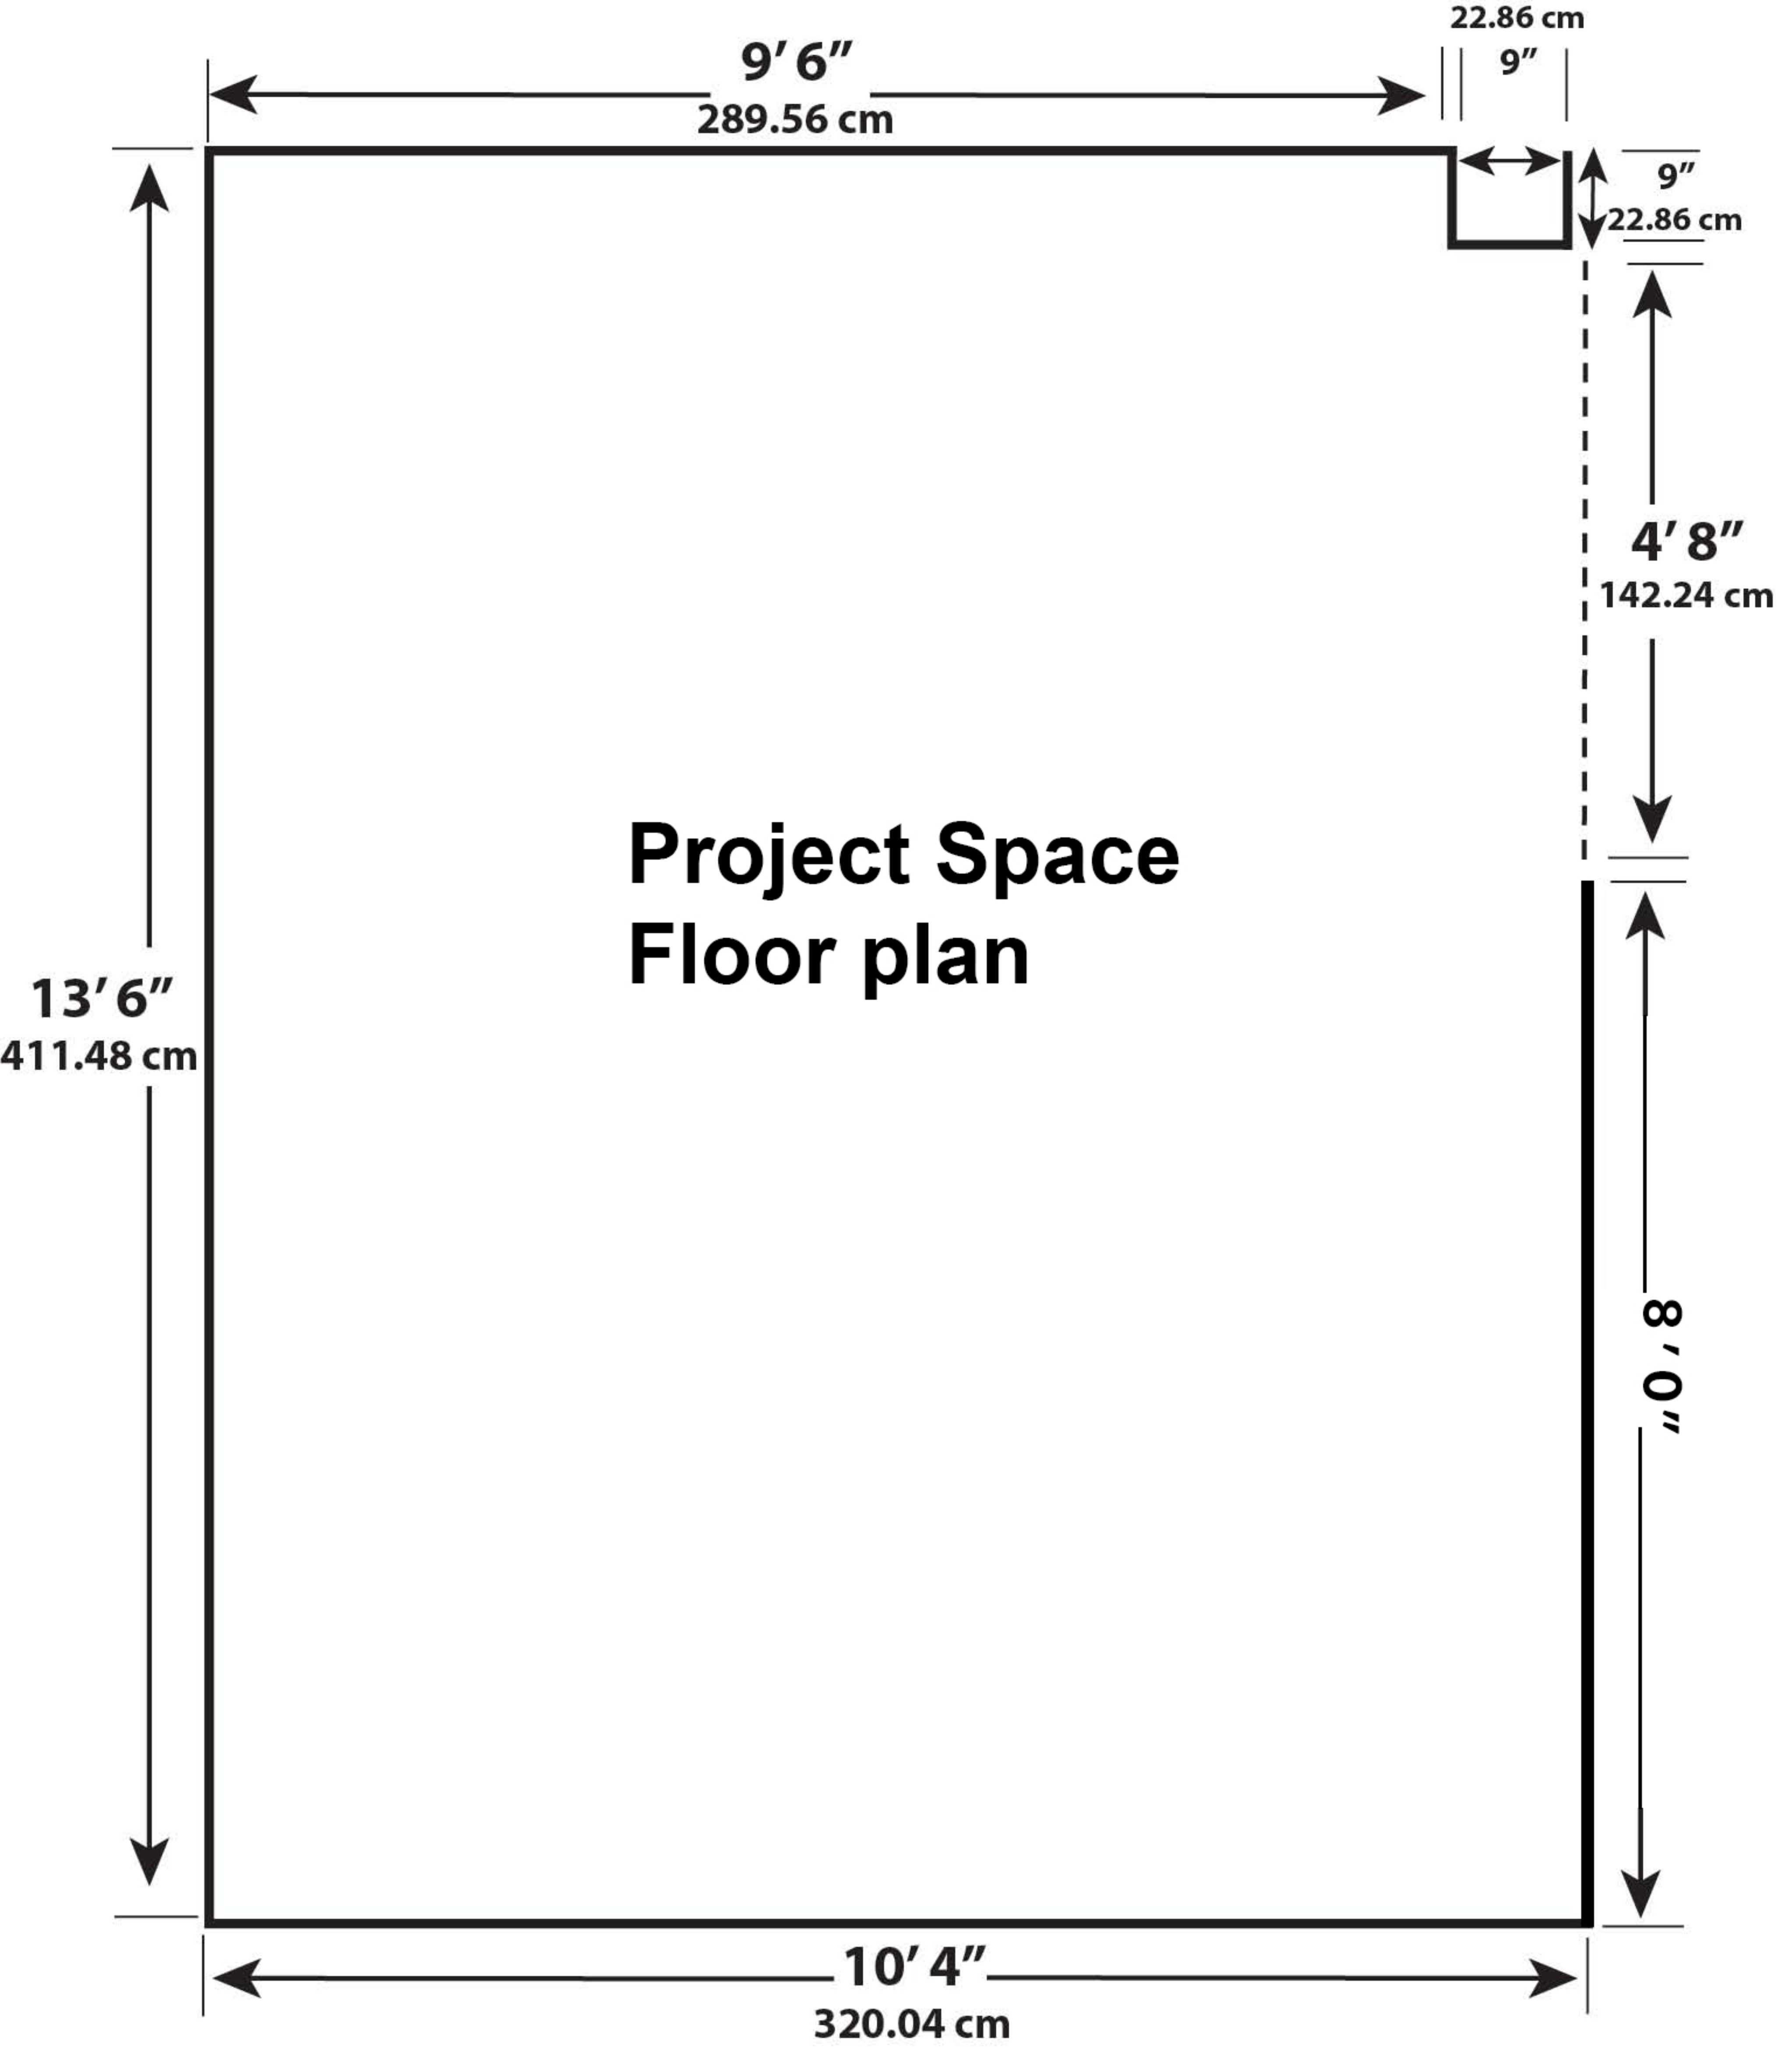 22.86 cm
9’ 6”
9”
289.56 cm
9”
22.86 cm
4’ 8”
142.24 cm
Project Space
Floor plan
13’ 6”
411.48 cm
8’0”
10’ 4”
320.04 cm